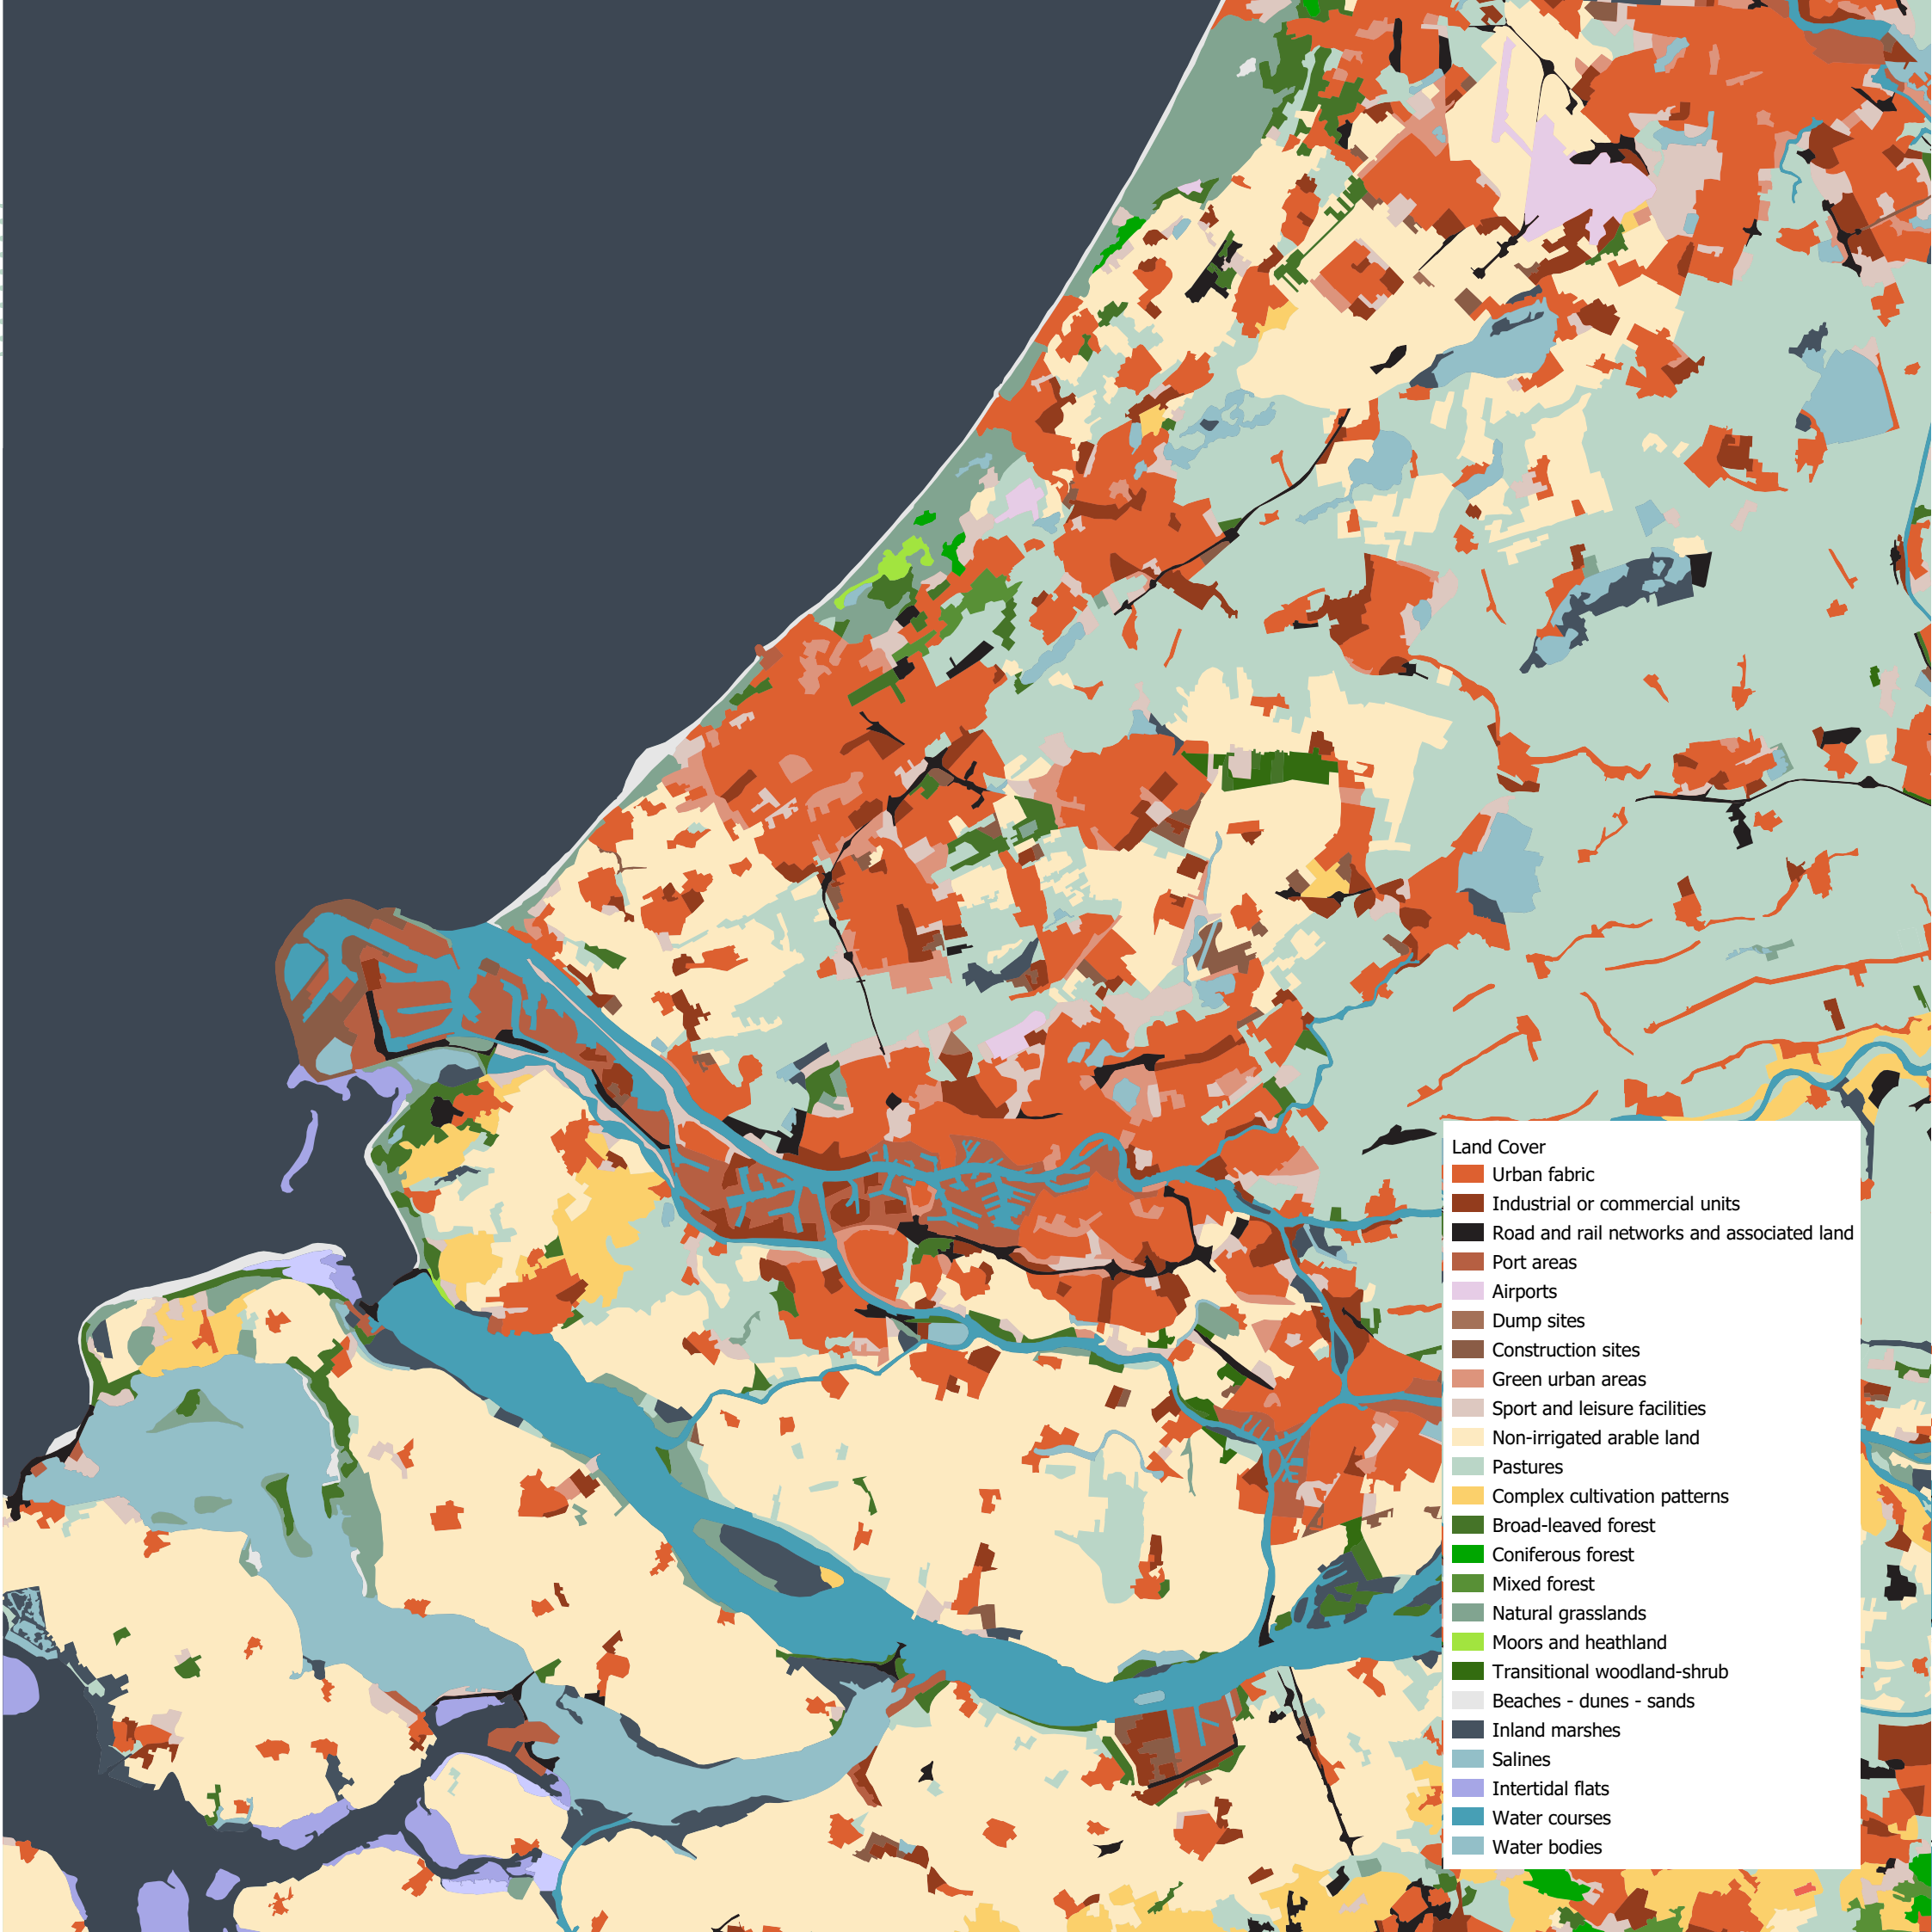 Land Cover
Urban fabric
Industrial or commercial units
Road and rail networks and associated land
Port areas
Airports
Dump sites
Construction sites
Green urban areas
Sport and leisure facilities
Non-irrigated arable land
Pastures
Complex cultivation patterns
Broad-leaved forest
Coniferous forest
Mixed forest
Natural grasslands
Moors and heathland
Transitional woodland-shrub
Beaches - dunes - sands
Inland marshes
Salines
Intertidal flats
Water courses
Water bodies